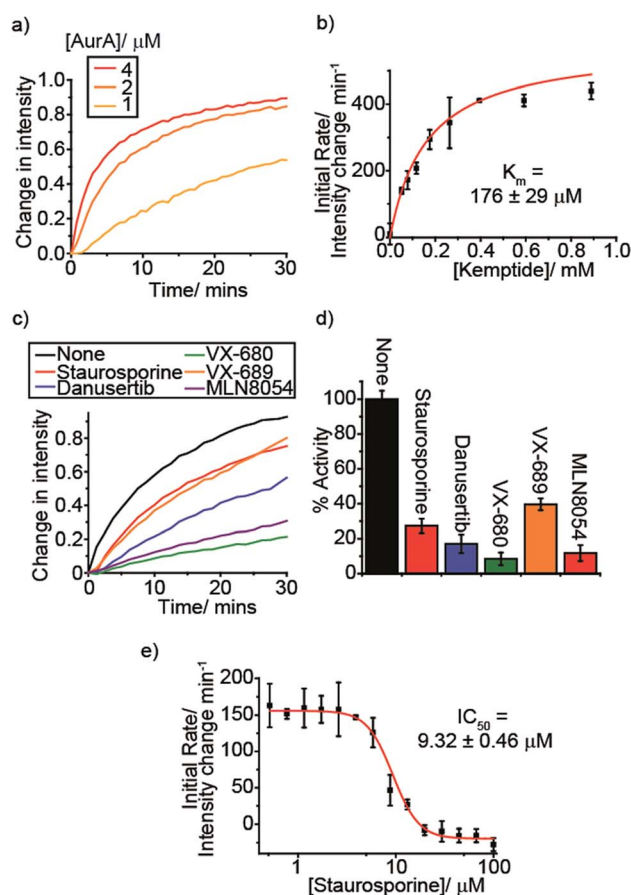 a)
[AurA]/ μM
4
2
1
Change in intensity
1.0
0.8
0.6
0.4
0.2
0.0
0 10 20 30
Time/ mins
b)
Initial Rate/
Intensity change min⁻¹
400
200
0
Km =
176 ± 29 μM
0.0 0.2 0.4 0.6 0.8 1.0
[Kemptide]/ mM
c)
None
VX-680
Staurosporine
VX-689
Danusertib
MLN8054
Change in intensity
0.8
0.6
0.4
0.2
0
0 10 20 30
Time/ mins
d)
% Activity
100
80
60
40
20
0
None
Staurosporine
Danusertib
VX-680
VX-689
MLN8054
e)
Initial Rate/
Intensity change min⁻¹
200
150
100
50
0
IC50 =
9.32 ± 0.46 μM
1 10 100
[Staurosporine]/ μM